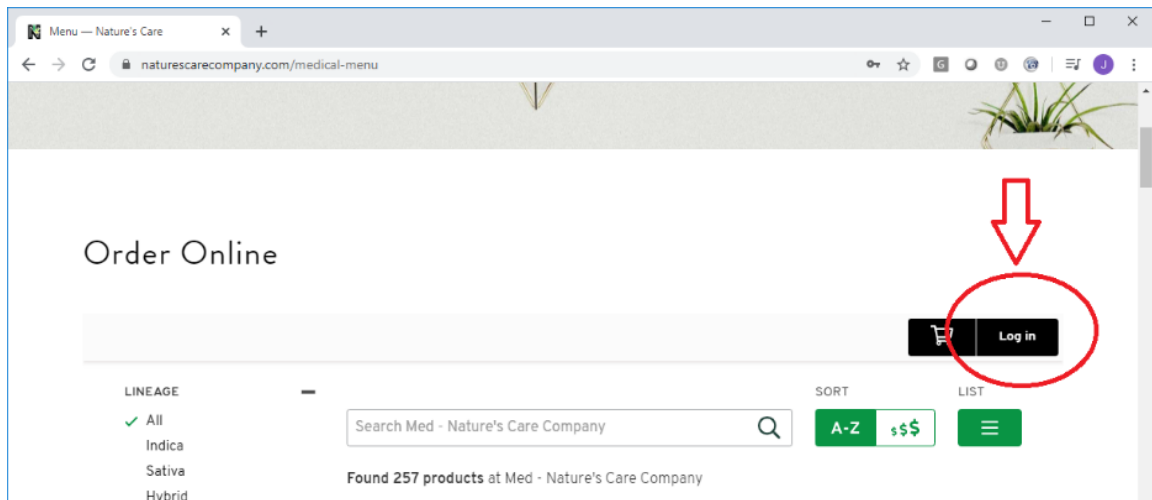 Menu — Nature's Care
naturescarecompany.com/medical-menu
G
J
Order Online
Log in
LINEAGE
SORT
LIST
All
Indica
Sativa
Hybrid
Search Med - Nature's Care Company
A-Z
$$$
Found 257 products at Med - Nature's Care Company